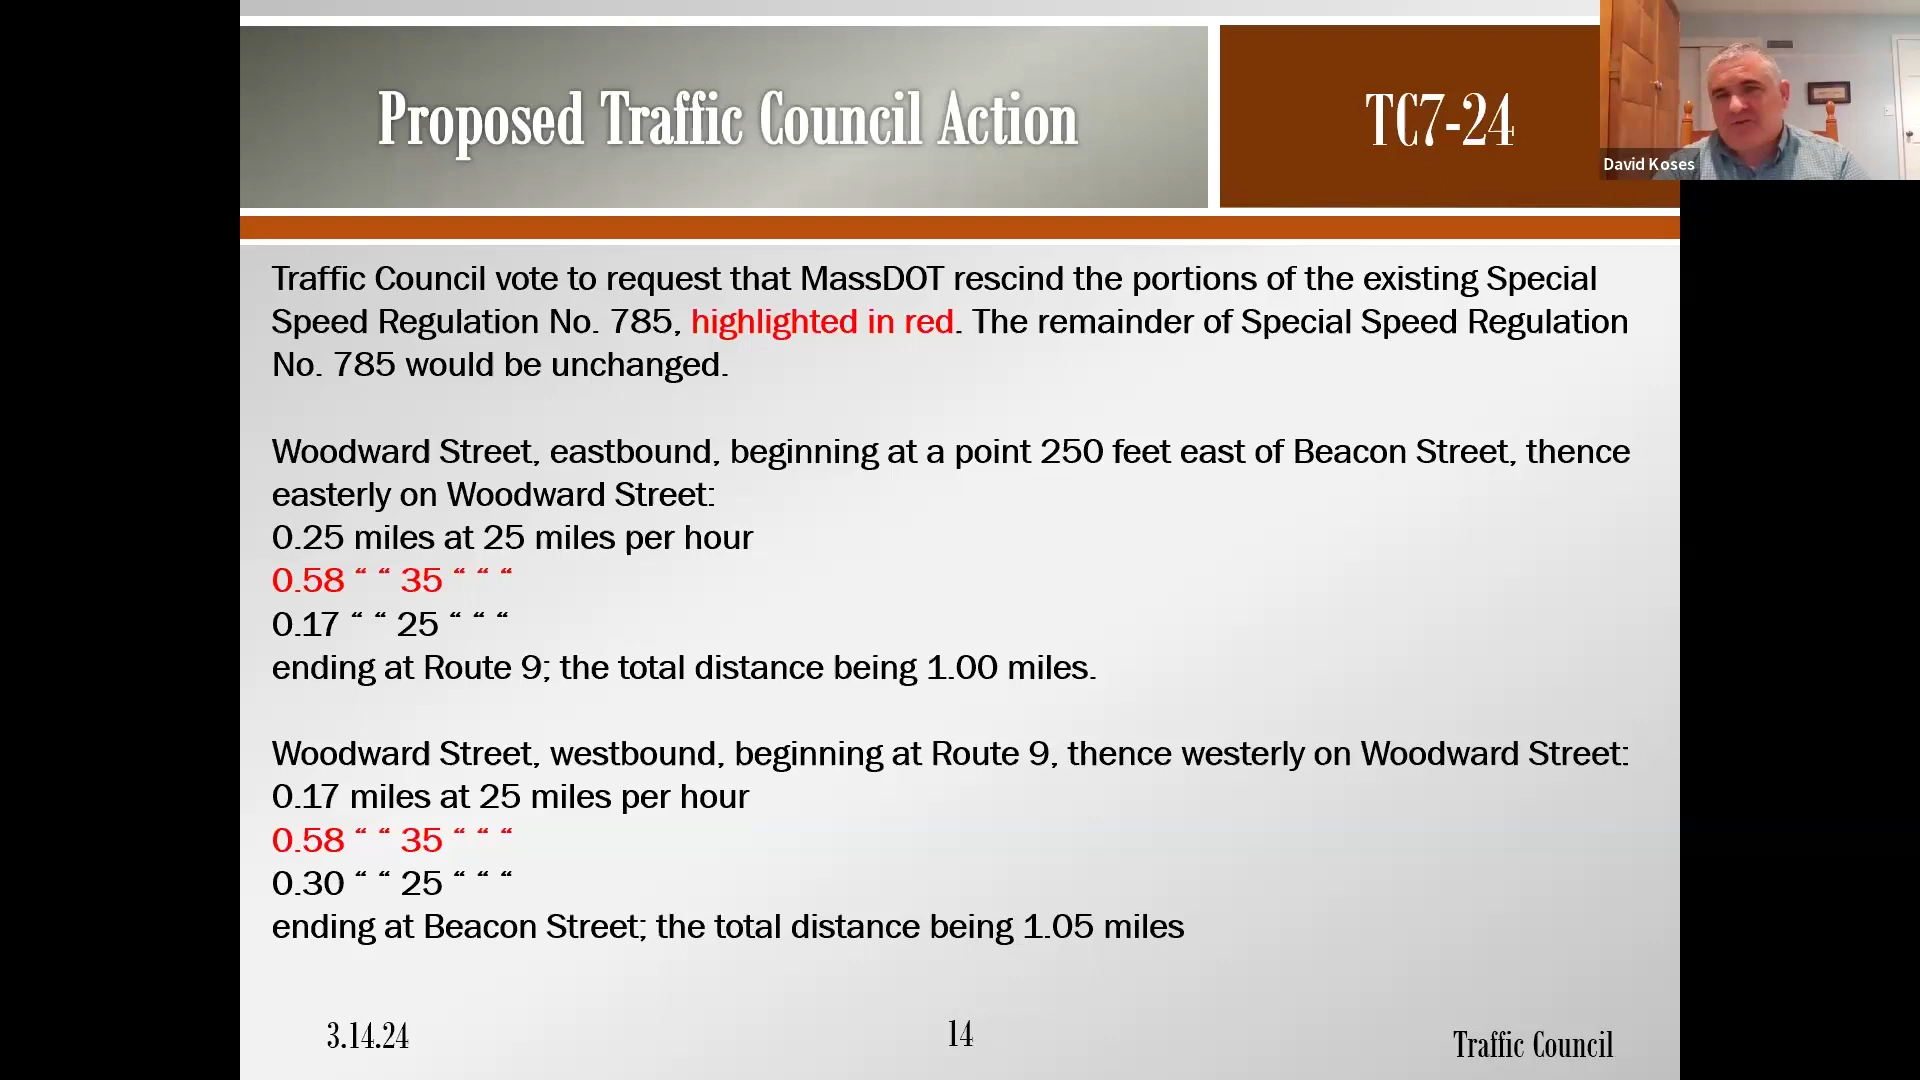 Proposed Traffic Council Action
TC7-24
David Koses
Traffic Council vote to request that MassDOT rescind the portions of the existing Special
Speed Regulation No. 785, highlighted in red. The remainder of Special Speed Regulation
No. 785 would be unchanged.
Woodward Street, eastbound, beginning at a point 250 feet east of Beacon Street, thence
easterly on Woodward Street:
0.25 miles at 25 miles per hour
0.58 “ “ 35 “ “ “
0.17 “ “ 25 “ “ “
ending at Route 9; the total distance being 1.00 miles.
Woodward Street, westbound, beginning at Route 9, thence westerly on Woodward Street:
0.17 miles at 25 miles per hour
0.58 “ “ 35 “ “ “
0.30 “ “ 25 “ “ “
ending at Beacon Street; the total distance being 1.05 miles
3.14.24
14
Traffic Council